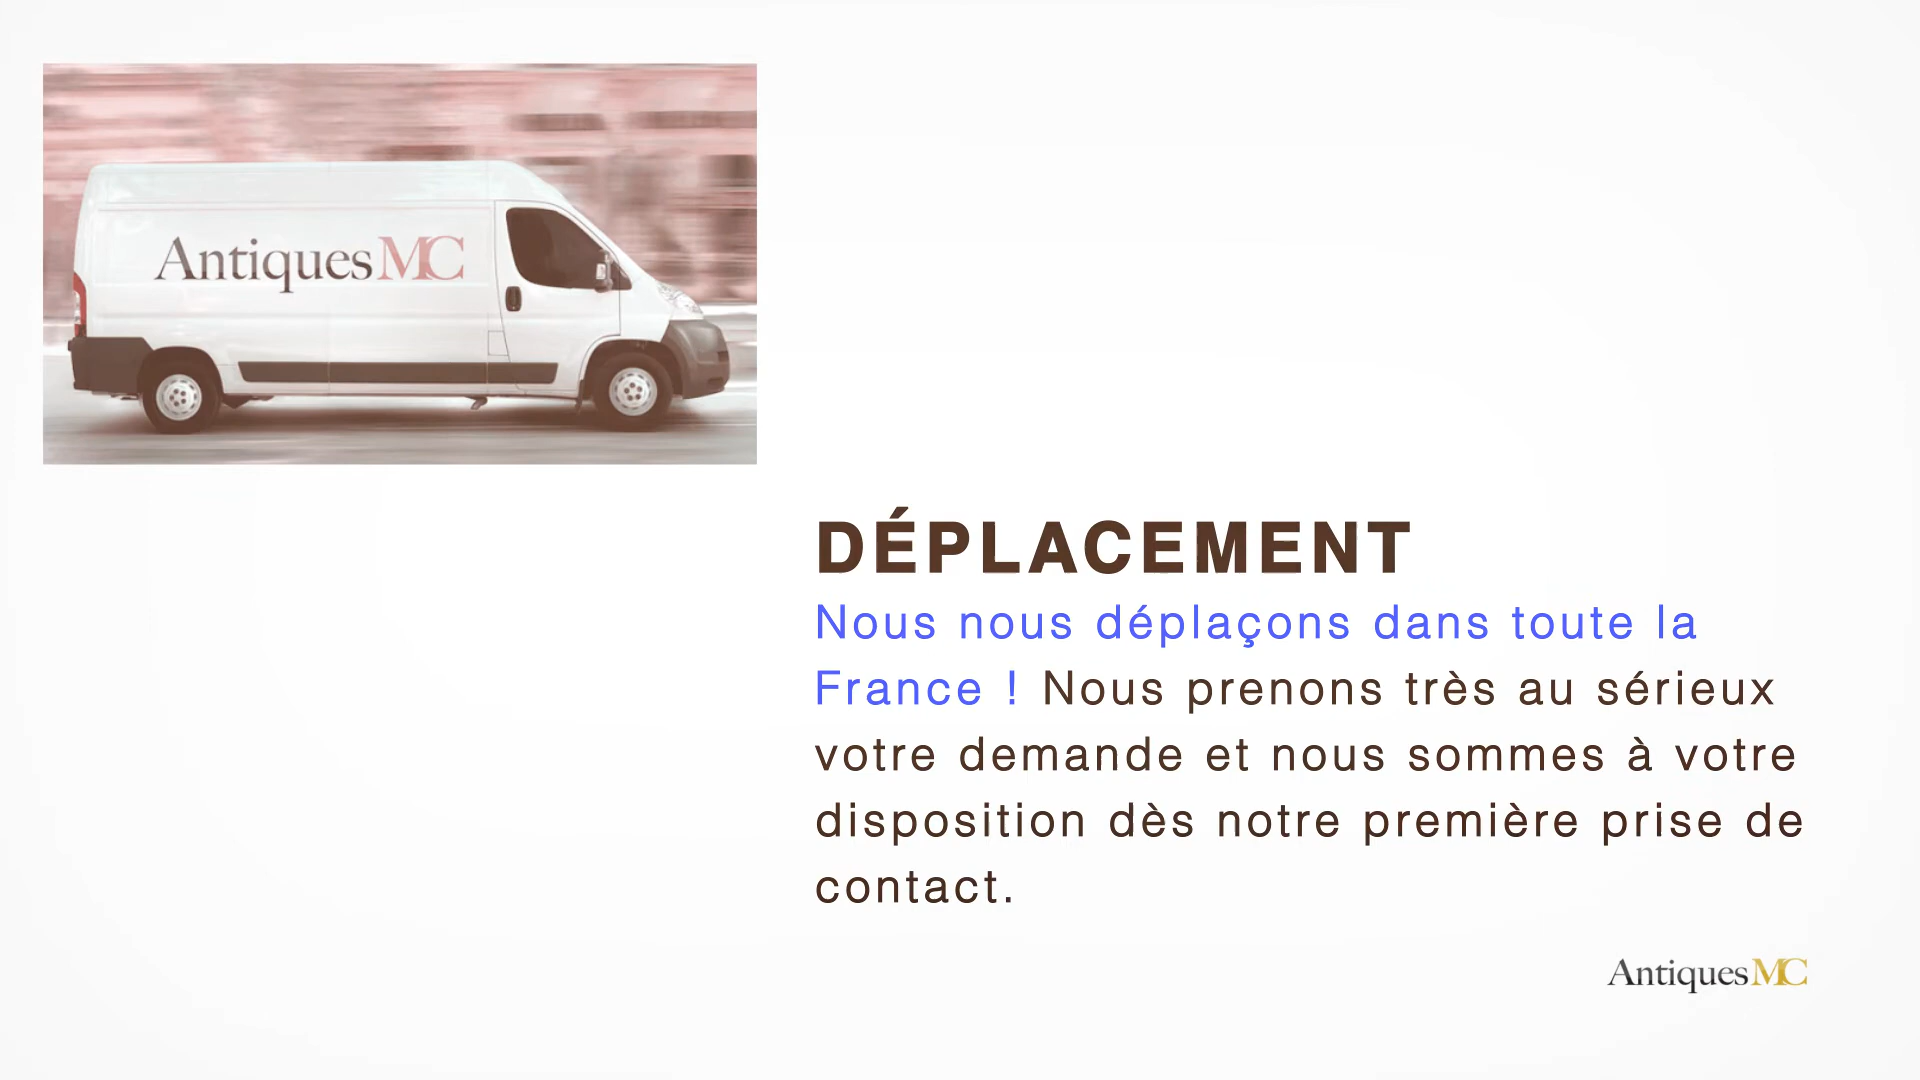 AntiquesMC
DÉPLACEMENT
Nous nous déplaçons dans toute la
France ! Nous prenons très au sérieux
votre demande et nous sommes à votre
disposition dès notre première prise de
contact.
AntiquesMC